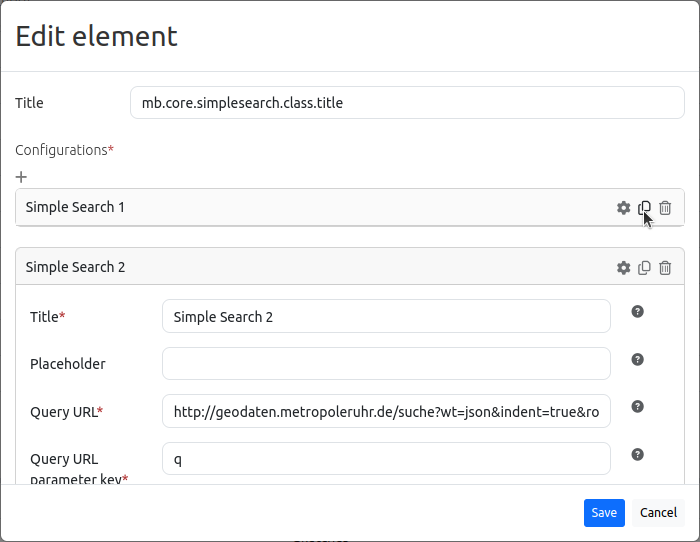 Edit element
Title mb.core.simplesearch.class.title
Configurations*
+
Simple Search 1
Simple Search 2
Title* Simple Search 2
Placeholder
Query URL* http://geodaten.metropoleruhr.de/suche?wt=json&indent=true&ro
Query URL
parameter key* q
Save Cancel